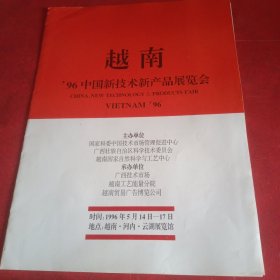 越南
'96中国新技术新产品展览会
CHINA, NEW TECHNOLOGY & PRODUCTS FAIR
VIETNAM '96
主办单位
国家科委中国技术市场管理促进中心
广西壮族自治区科学技术委员会
越南国家自然科学与工艺中心
承办单位
广西技术市场
越南工艺能量分院
越南贸易广告博览公司
时间:1996年5月14日—17日
地点:越南·河内·云湖展览馆